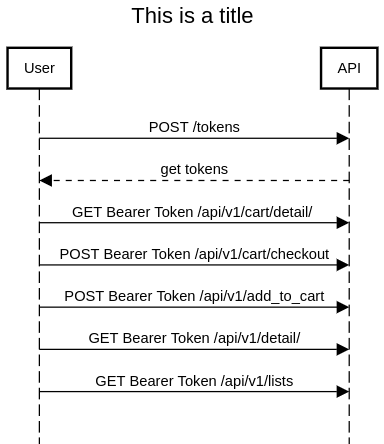 This is a title
User
API
POST /tokens
get tokens
GET Bearer Token /api/v1/cart/detail/
POST Bearer Token /api/v1/cart/checkout
POST Bearer Token /api/v1/add_to_cart
GET Bearer Token /api/v1/detail/
GET Bearer Token /api/v1/lists